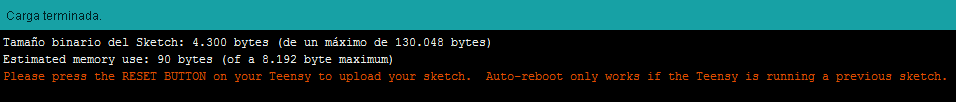 Carga terminada.
Tamaño binario del Sketch: 4.300 bytes (de un máximo de 130.048 bytes)
Estimated memory use: 90 bytes (of a 8.192 byte maximum)
Please press the RESET BUTTON on your Teensy to upload your sketch.  Auto-reboot only works if the Teensy is running a previous sketch.